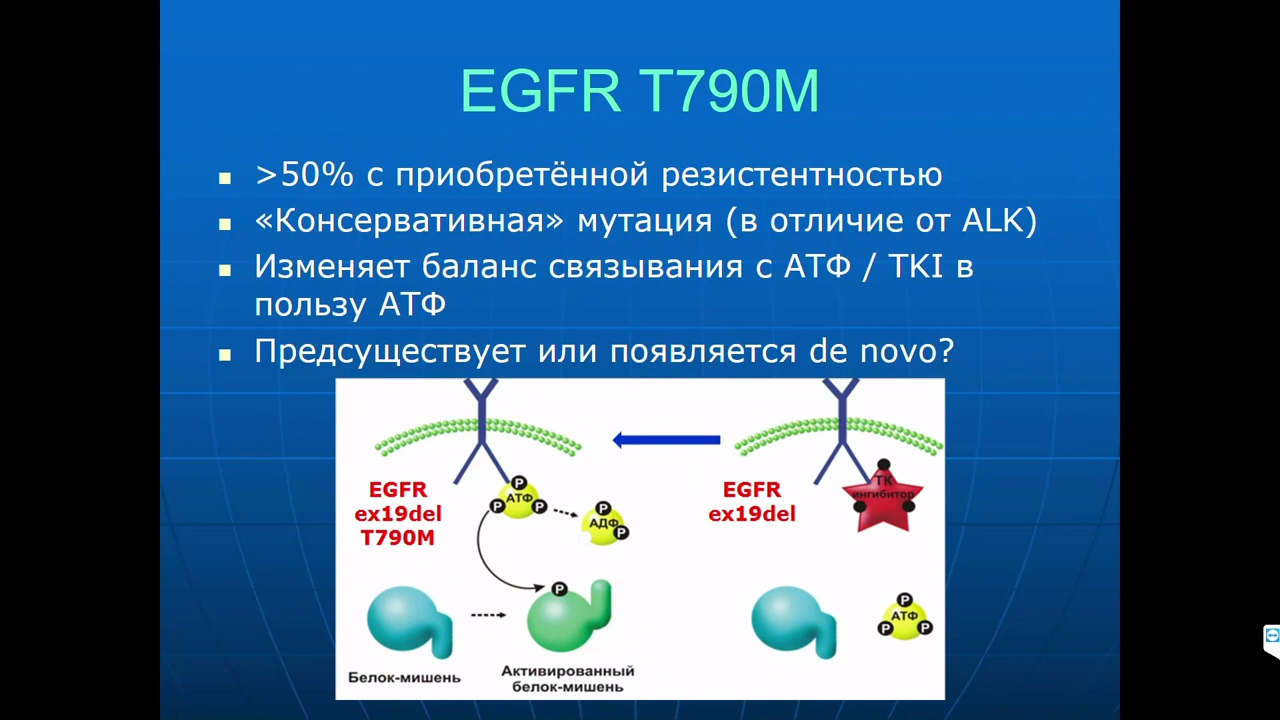 EGFR T790M
>50% с приобретённой резистентностью
«Консервативная» мутация (в отличие от ALK)
Изменяет баланс связывания с АТФ / TKI в
пользу АТФ
Предсуществует или появляется de novo?
EGFR
ex19del
T790M
P
P
АТФ
P
P
АДФ
P
P
Белок-мишень
Активированный
белок-мишень
EGFR
ex19del
ТК
ингибитор
P
АТФ
P
P